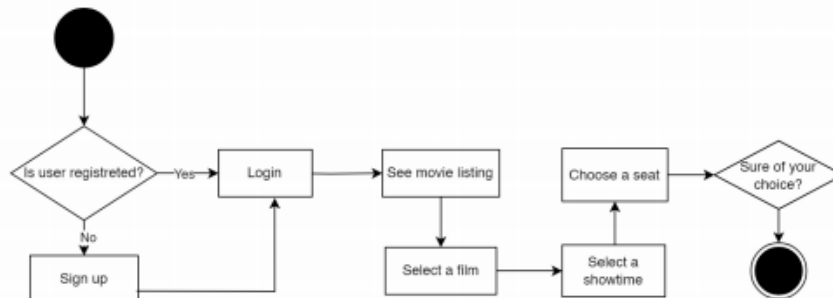 Is user registreted?
Yes
Login
See movie listing
Choose a seat
Sure of your
choice?
No
Sign up
Select a film
Select a
showtime